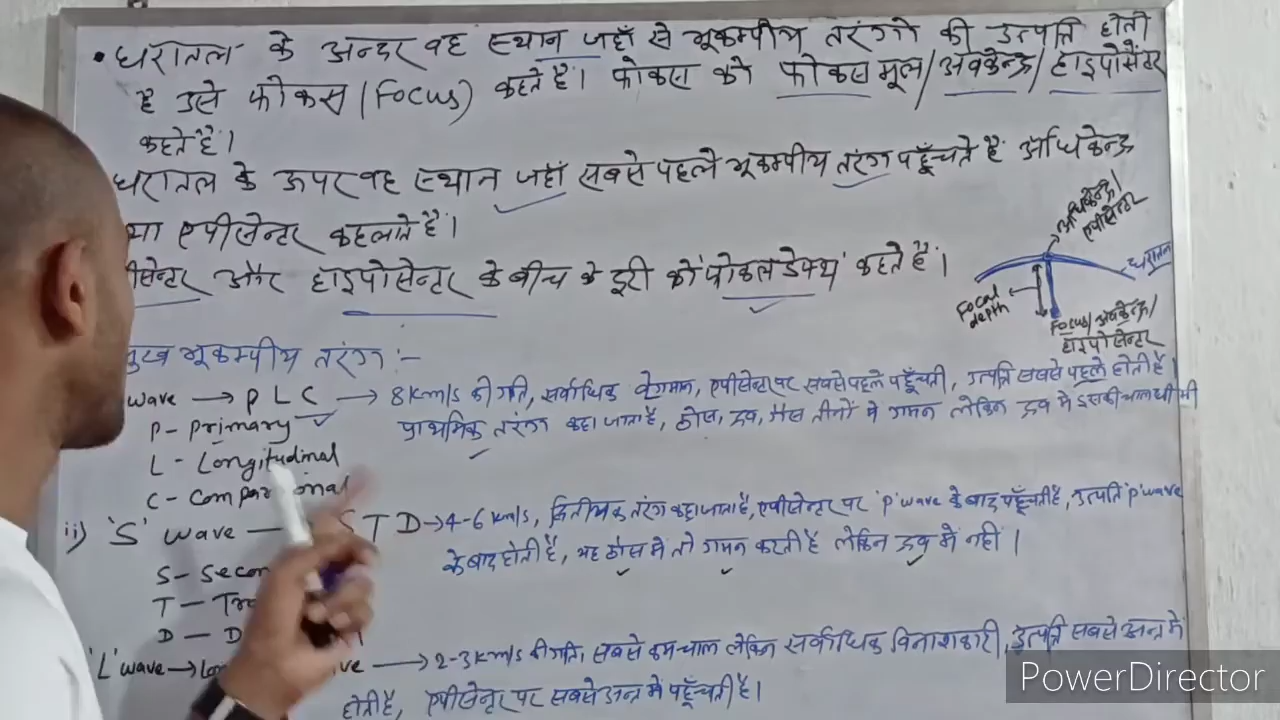 • धरातल के अन्दर वह स्थान जहाँ से भूकम्पीय तरंगो की उत्पति होती
है उसे फोकस (Focus) कहते है। फोकस को फोकस मूल/अवकेन्द्र/हाइपोसेंटर
कहते हैं।
धरातल के ऊपर वह स्थान जहाँ सबसे पहले भूकम्पीय तरंग पहुँचते है अधिकेन्द्र
या एपीसेन्टर कहलाते है।
सेन्टर और हाइपोसेन्टर के बीच के दूरी को फोकल डेप्थ कहते है।
अधिकेन्द्र/
एपीसेन्टर
धरातल
Focal
depth
Focus/अवकेन्द्र/
हाइपोसेन्टर
भूकम्पीय तरंग :-
wave → P L C → 8 Km/s की गति, सर्वाधिक वेगमान, एपीसेन्टर पर सबसे पहले पहुँचती, उत्पत्ति सबसे पहले होती है।
P - Primary प्राथमिक तरंग कहा जाता है, ठोस, द्रव, गैस तीनों मे गमन लेकिन द्रव मे इसकी चाल धीमी
L - Longitudinal
C -
ii) 'S' wave S T D → 4-6 Km/s, द्वितीयक तरंग कहा जाता है, एपीसेन्टर पर 'P' wave के बाद पहुँचती है, उत्पति 'P' wave
के बाद होती है, यह ठोस मे तो गमन करती है लेकिन द्रव में नहीं।
S -
T -
D -
'L' wave → → 2-3 Km/s की गति, सबसे कम चाल लेकिन सर्वाधिक विनाशकारी, उत्पत्ति सबसे अन्त मे
होती है, एपीसेन्टर पर सबसे अन्त मे पहुँचती है।
PowerDirector